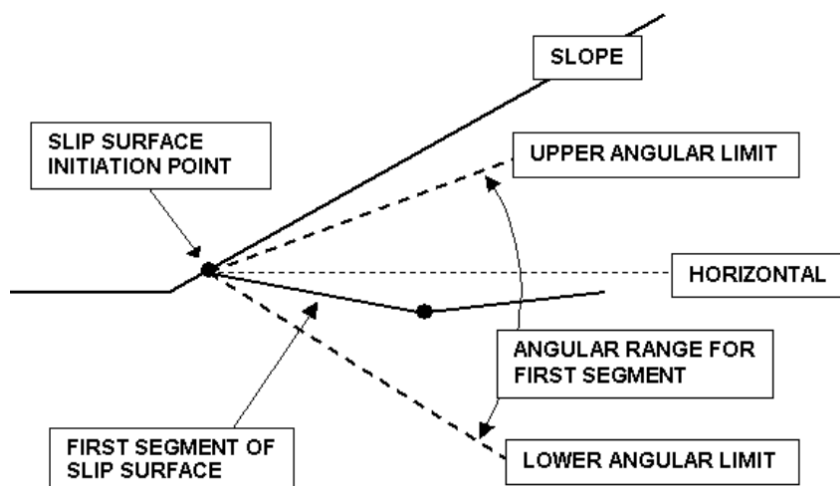 SLOPE
SLIP SURFACE
INITIATION POINT
UPPER ANGULAR LIMIT
HORIZONTAL
ANGULAR RANGE FOR
FIRST SEGMENT
FIRST SEGMENT OF
SLIP SURFACE
LOWER ANGULAR LIMIT